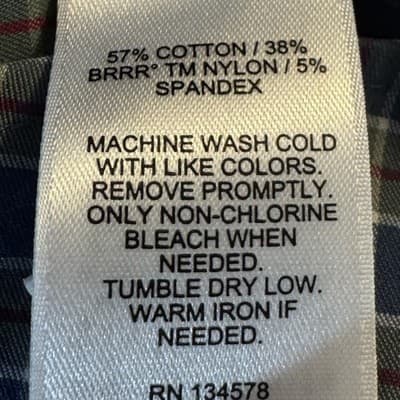 57% COTTON / 38%
BRRR° TM NYLON / 5%
SPANDEX
MACHINE WASH COLD
WITH LIKE COLORS.
REMOVE PROMPTLY.
ONLY NON-CHLORINE
BLEACH WHEN
NEEDED.
TUMBLE DRY LOW.
WARM IRON IF
NEEDED.
RN 134578